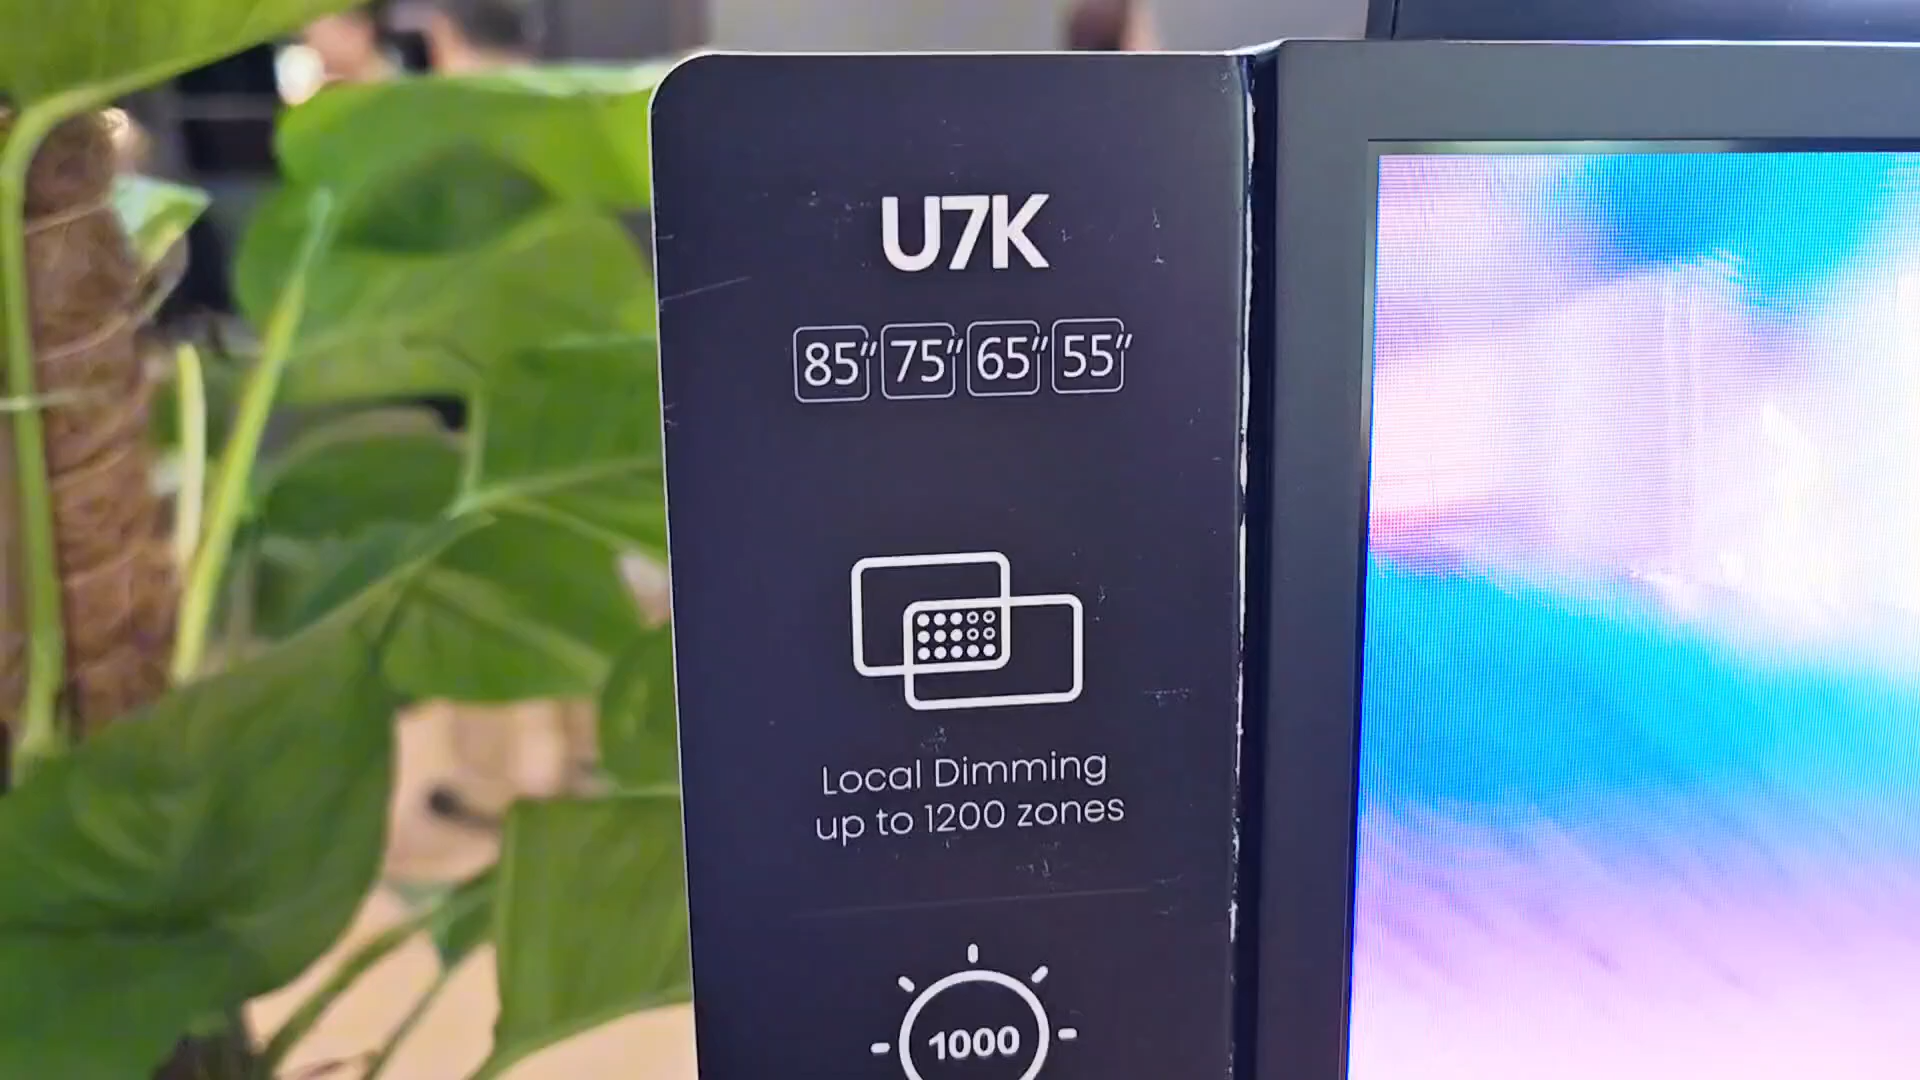 U7K
85" 75" 65" 55"
Local Dimming
up to 1200 zones
1000